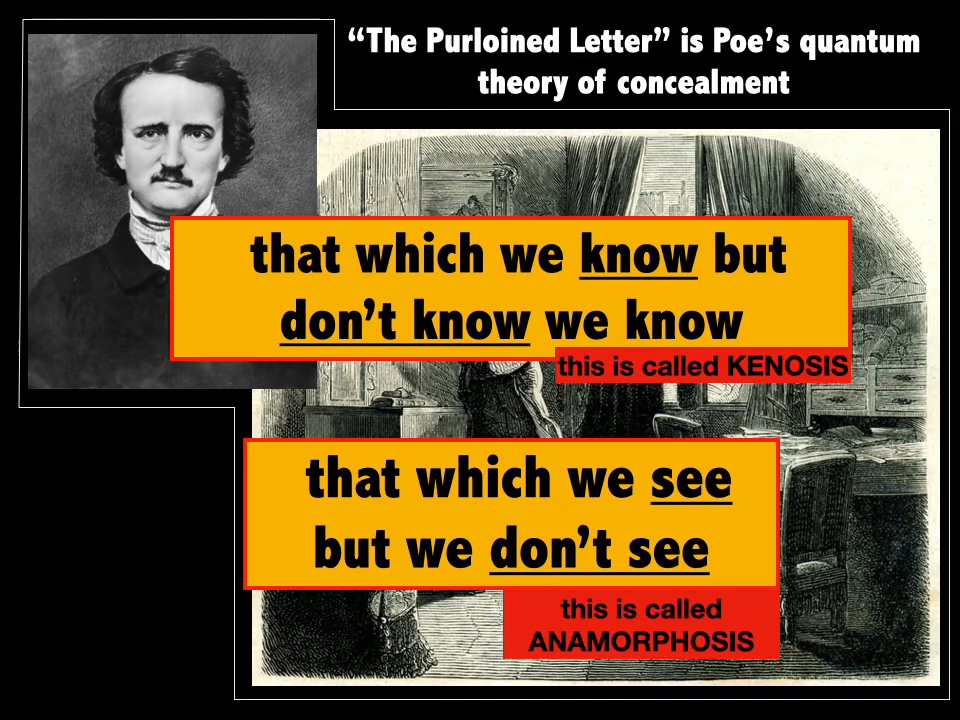 “The Purloined Letter” is Poe’s quantum
theory of concealment
that which we know but
don’t know we know
this is called KENOSIS
that which we see
but we don’t see
this is called
ANAMORPHOSIS